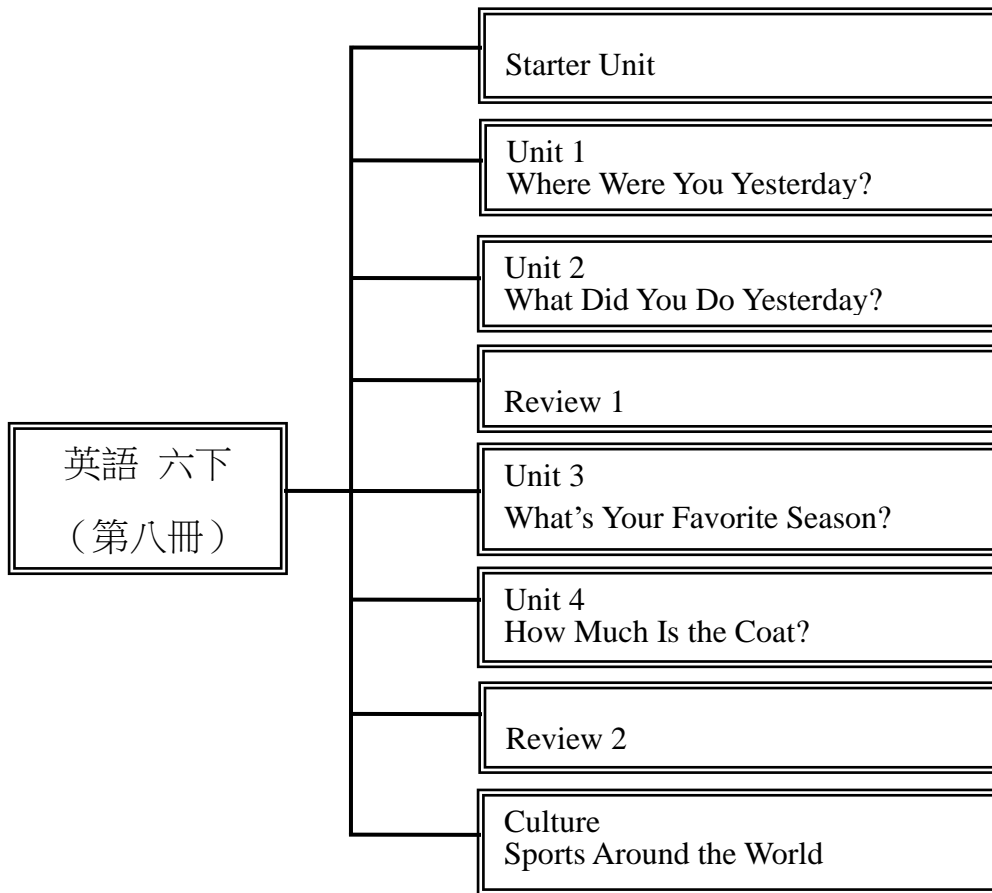 Starter Unit
Unit 1
Where Were You Yesterday?
Unit 2
What Did You Do Yesterday?
Review 1
英語 六下
（第八冊）
Unit 3
What’s Your Favorite Season?
Unit 4
How Much Is the Coat?
Review 2
Culture
Sports Around the World